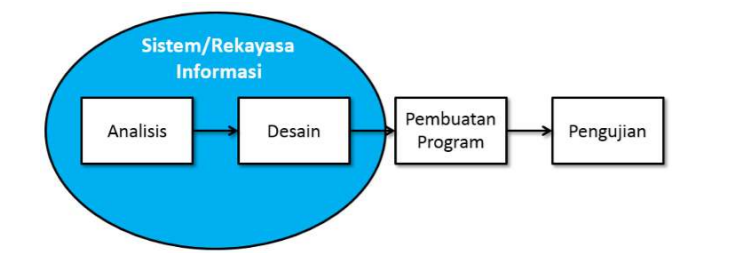 Sistem/Rekayasa
Informasi
Analisis
Desain
Pembuatan
Program
Pengujian